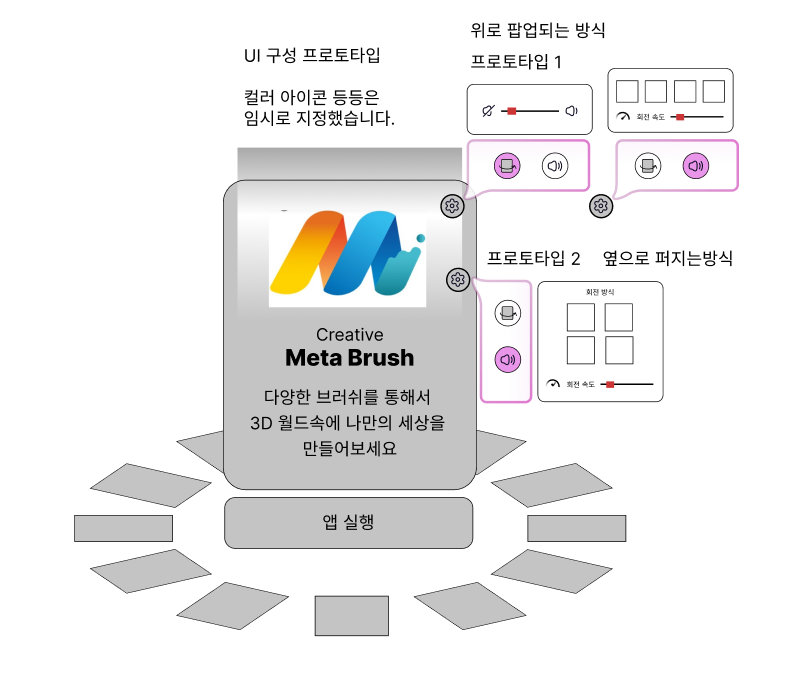 위로 팝업되는 방식
UI 구성 프로토타입
프로토타입 1
컬러 아이콘 등등은
임시로 지정했습니다.
회전 속도
프로토타입 2 옆으로 퍼지는방식
회전 방식
회전 속도
Creative
Meta Brush
다양한 브러쉬를 통해서
3D 월드속에 나만의 세상을
만들어보세요
앱 실행